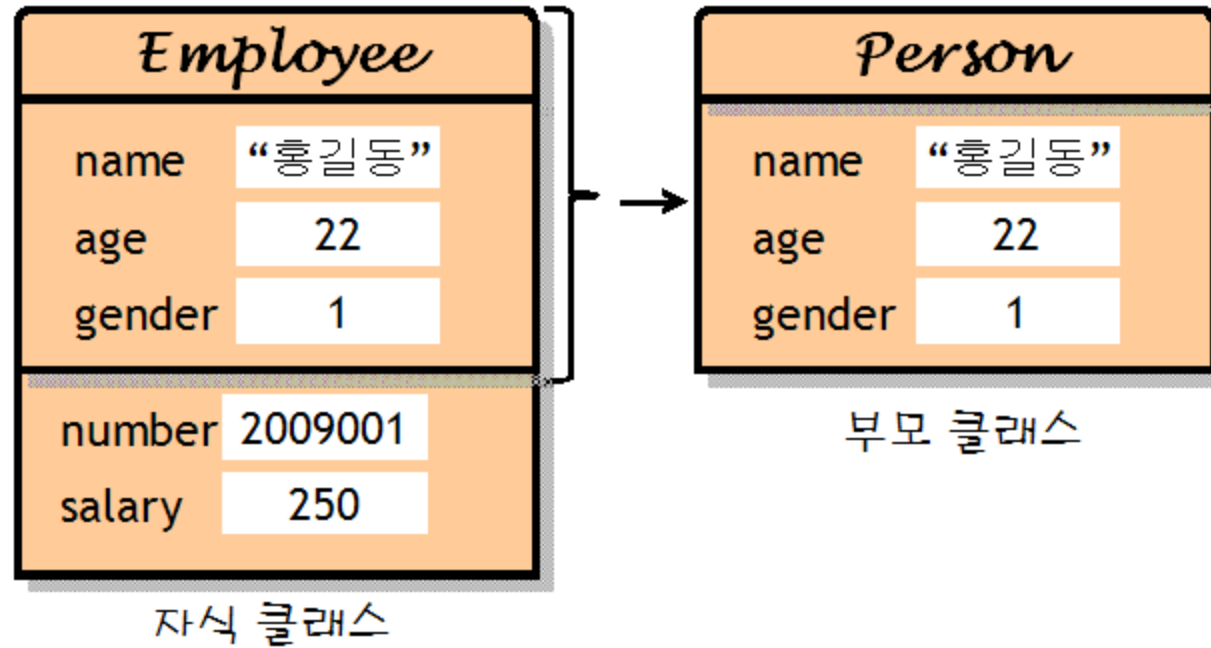 Employee
name "홍길동"
age 22
gender 1
number 2009001
salary 250
자식 클래스
Person
name "홍길동"
age 22
gender 1
부모 클래스